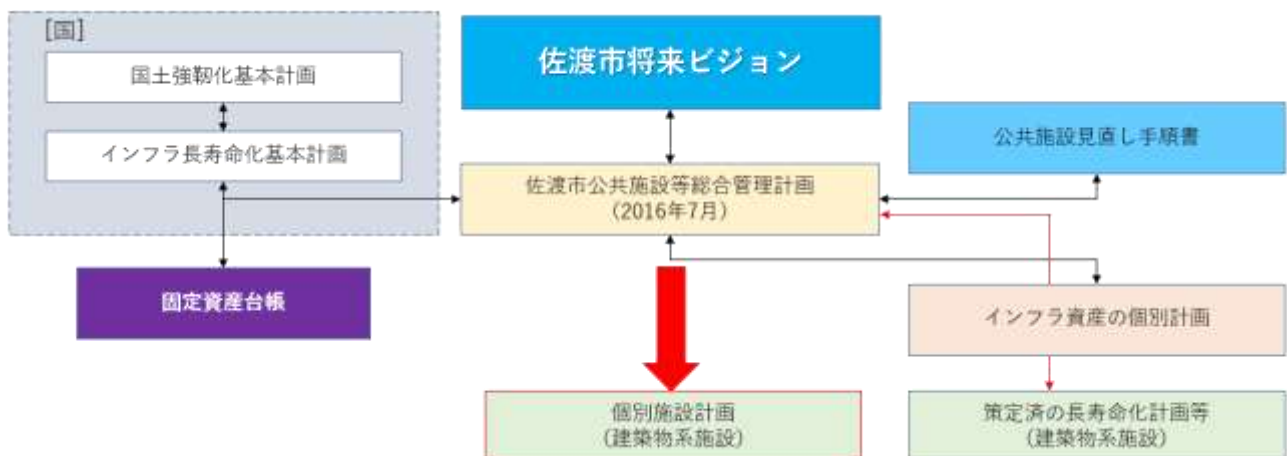 [国]
国土強靭化基本計画
インフラ長寿命化基本計画
佐渡市将来ビジョン
公共施設見直し手順書
佐渡市公共施設等総合管理計画
(2016年7月)
固定資産台帳
インフラ資産の個別計画
個別施設計画
(建築物系施設)
策定済の長寿命化計画等
(建築物系施設)